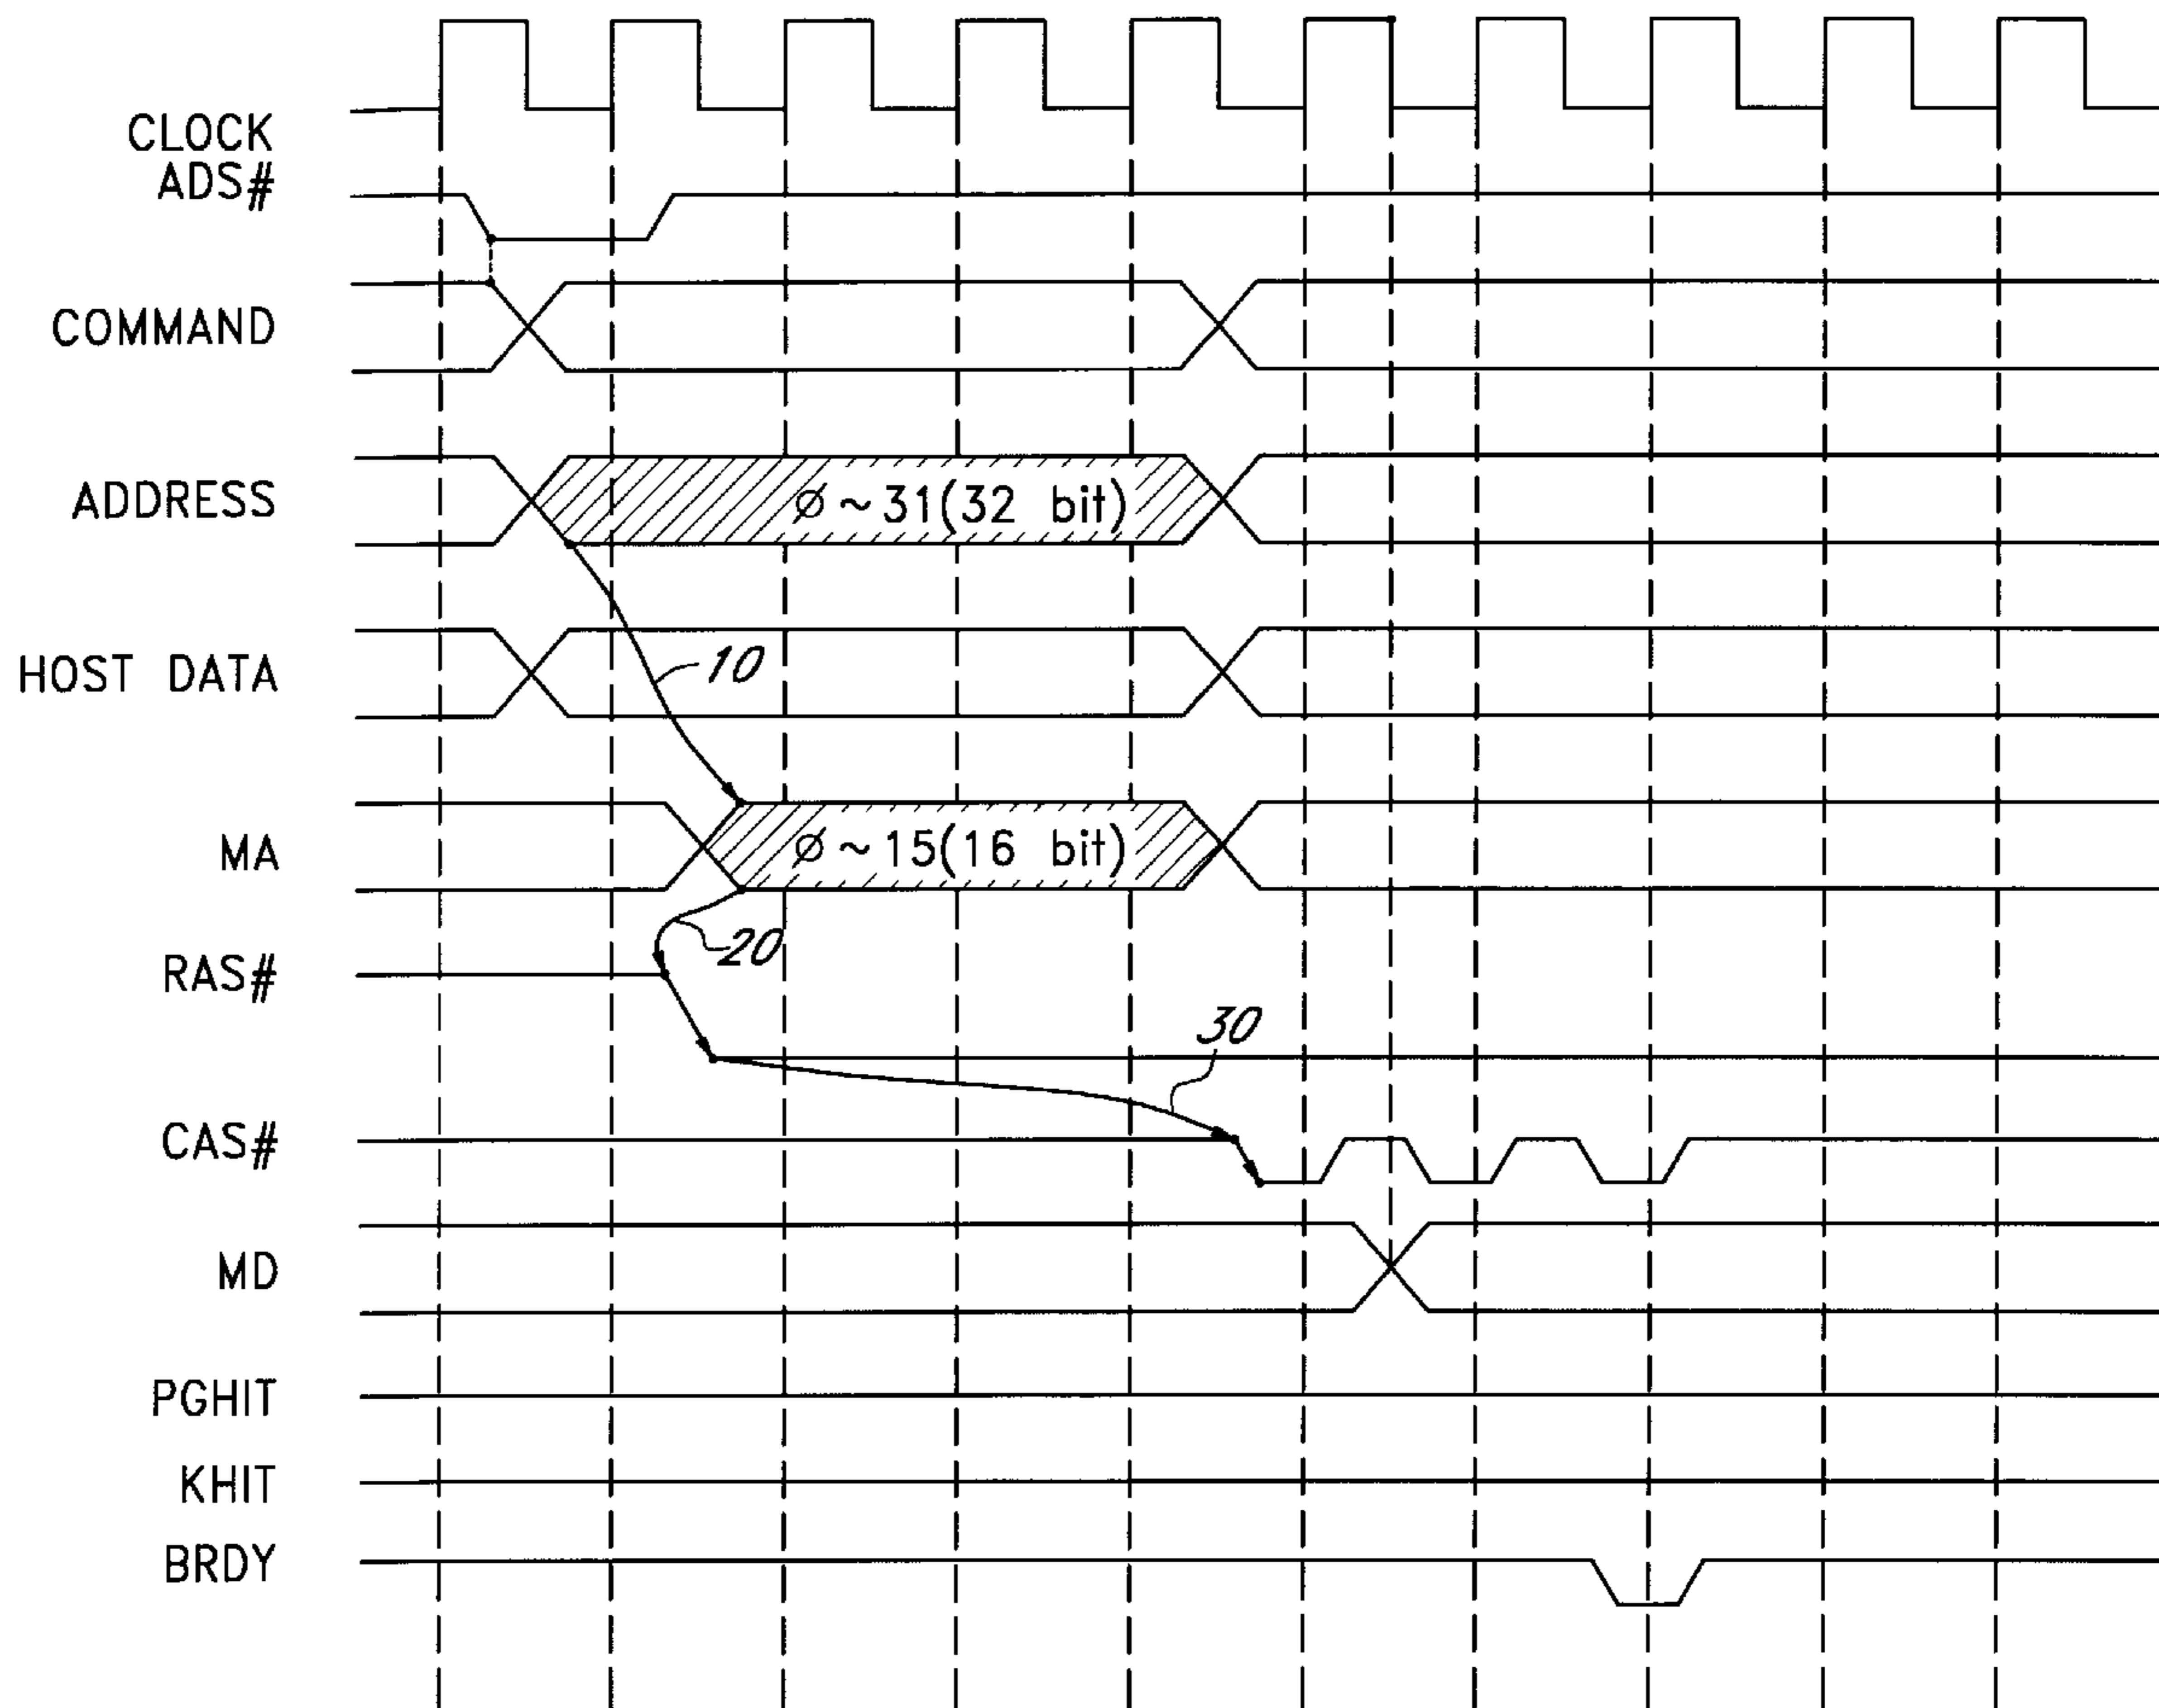 CLOCK
ADS#
COMMAND
ADDRESS
ø ~ 31(32 bit)
HOST DATA
10
MA
ø ~ 15(16 bit)
20
RAS#
30
CAS#
MD
PGHIT
KHIT
BRDY